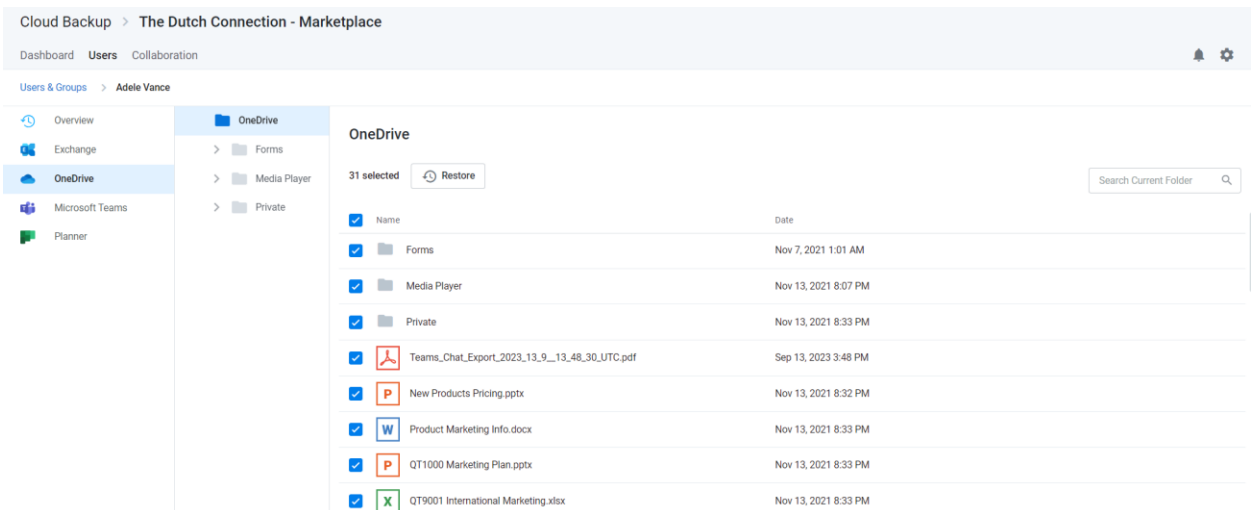 Cloud Backup > The Dutch Connection - Marketplace
Dashboard Users Collaboration
Users & Groups > Adele Vance
Overview
Exchange
OneDrive
Microsoft Teams
Planner
OneDrive
Forms
Media Player
Private
OneDrive
31 selected Restore
Search Current Folder
Name Date
Forms Nov 7, 2021 1:01 AM
Media Player Nov 13, 2021 8:07 PM
Private Nov 13, 2021 8:33 PM
Teams_Chat_Export_2023_13_9__13_48_30_UTC.pdf Sep 13, 2023 3:48 PM
P New Products Pricing.pptx Nov 13, 2021 8:32 PM
W Product Marketing Info.docx Nov 13, 2021 8:33 PM
P QT1000 Marketing Plan.pptx Nov 13, 2021 8:33 PM
X QT9001 International Marketing.xlsx Nov 13, 2021 8:33 PM